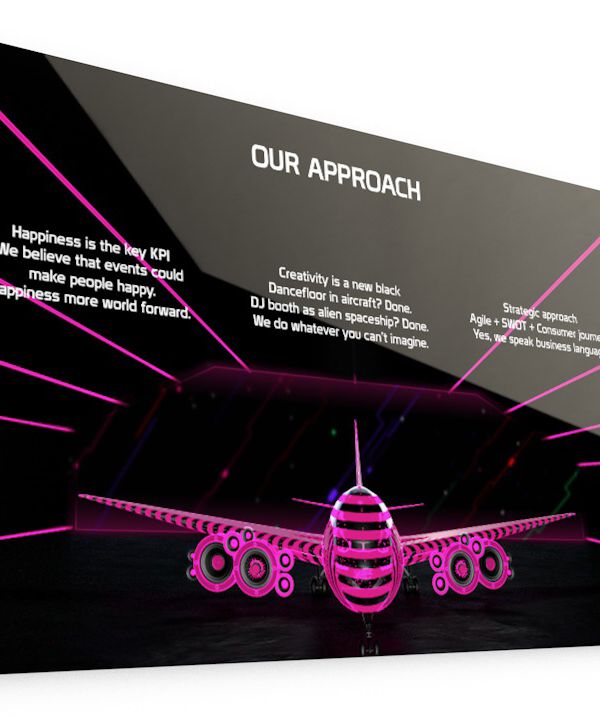 OUR APPROACH
Happiness is the key KPI
We believe that events could
make people happy.
appiness more world forward.
Creativity is a new black
Dancefloor in aircraft? Done.
DJ booth as alien spaceship? Done.
We do whatever you can't imagine.
Strategic approach
Agile + SWOT + Consumer journe
Yes, we speak business languag